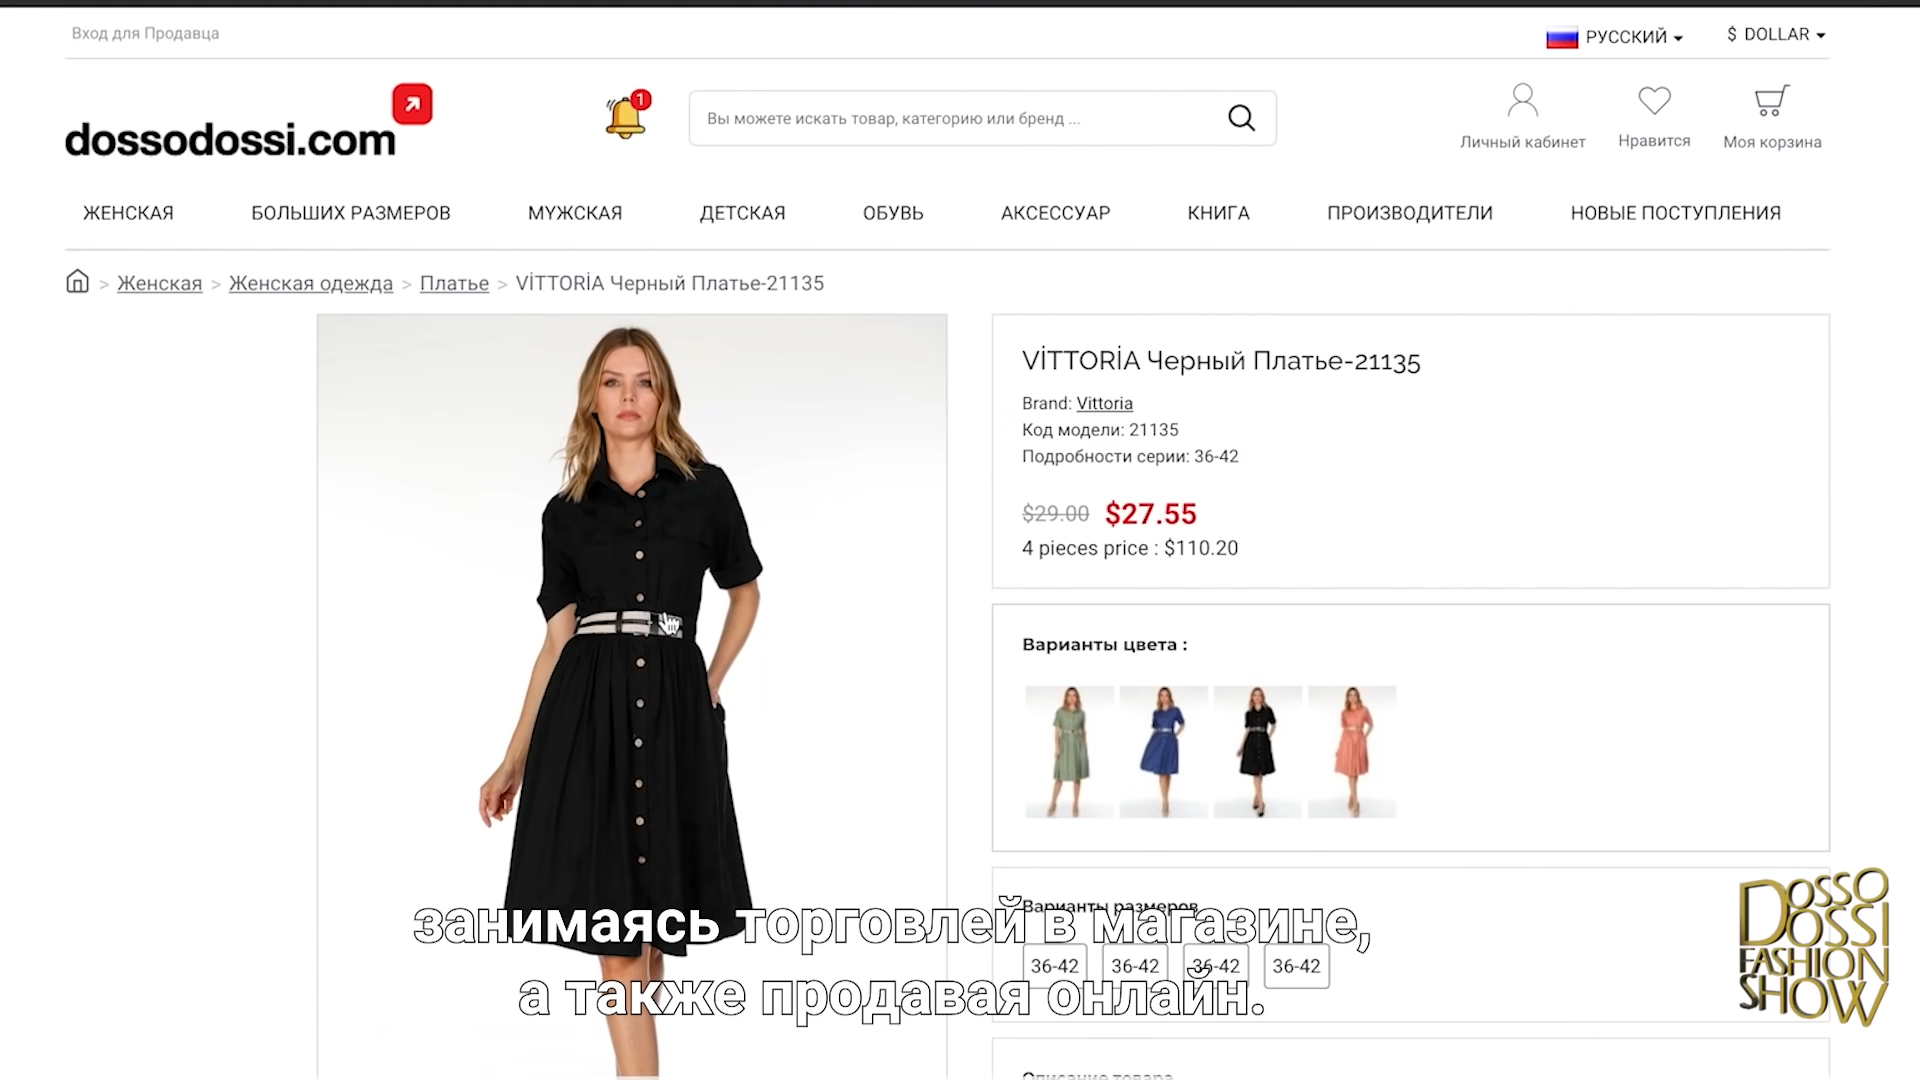 Вход для Продавца
РУССКИЙ
$ DOLLAR
dossodossi.com
1
Вы можете искать товар, категорию или бренд ...
Личный кабинет
Нравится
Моя корзина
ЖЕНСКАЯ
БОЛЬШИХ РАЗМЕРОВ
МУЖСКАЯ
ДЕТСКАЯ
ОБУВЬ
АКСЕССУАР
КНИГА
ПРОИЗВОДИТЕЛИ
НОВЫЕ ПОСТУПЛЕНИЯ
> Женская > Женская одежда > Платье > VİTTORİA Черный Платье-21135
VİTTORİA Черный Платье-21135
Brand: Vittoria
Код модели: 21135
Подробности серии: 36-42
$29.00 $27.55
4 pieces price : $110.20
Варианты цвета :
Варианты размеров
36-42 36-42 36-42 36-42
Описание товара
занимаясь торговлей в магазине,
а также продавая онлайн.
DOSSO
DOSSI
FASHION
SHOW